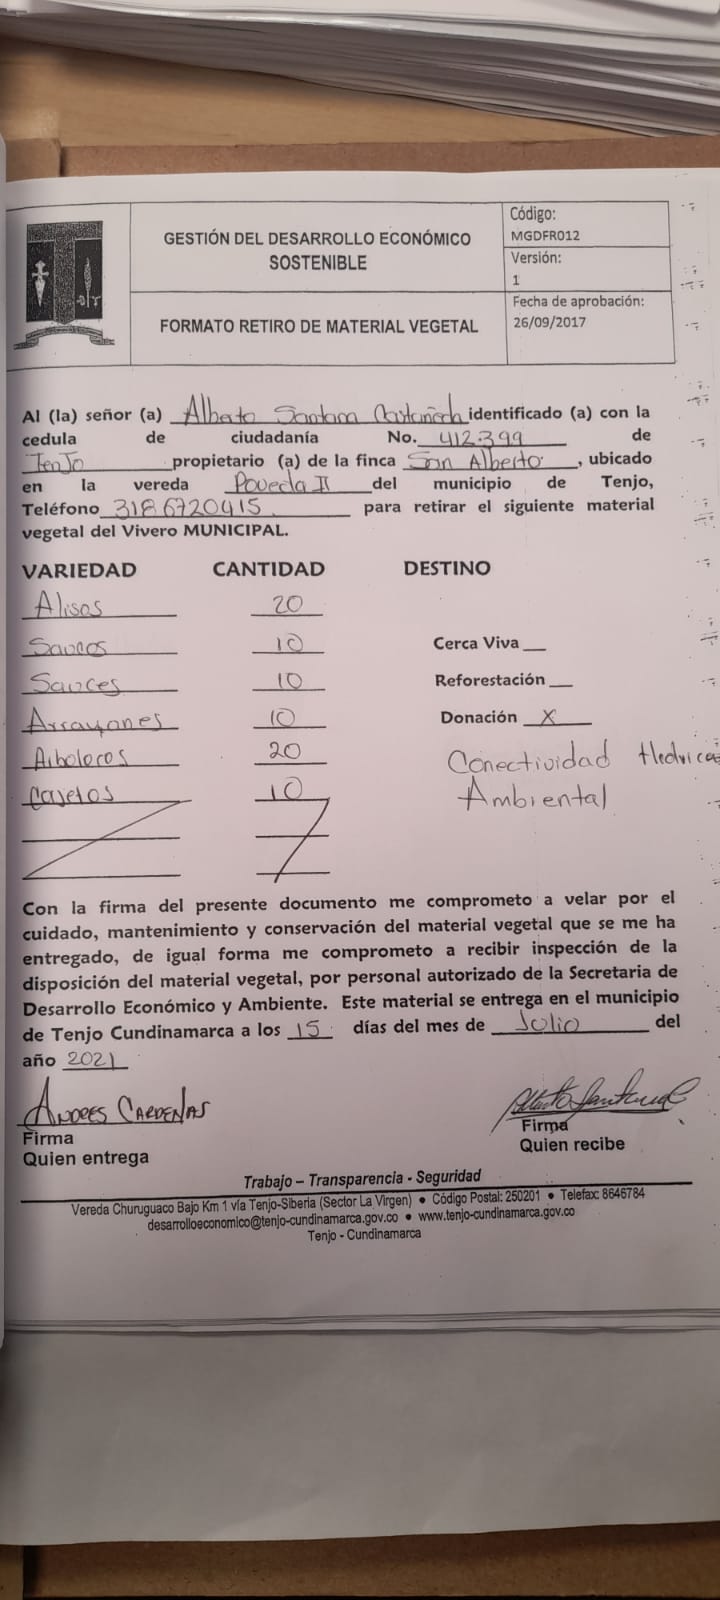 GESTIÓN DEL DESARROLLO ECONÓMICO
SOSTENIBLE
FORMATO RETIRO DE MATERIAL VEGETAL
Código:
MGDFR012
Versión:
1
Fecha de aprobación:
26/09/2017
Al (la) señor (a) Alberto Santana Castañeda identificado (a) con la
cedula de ciudadanía No. 412.399 de
Tenjo propietario (a) de la finca San Alberto, ubicado
en la vereda Poveda II del municipio de Tenjo,
Teléfono 3186720415 para retirar el siguiente material
vegetal del Vivero MUNICIPAL.
VARIEDAD CANTIDAD DESTINO
Alisos 20
Saucos 10 Cerca Viva __
Sauces 10 Reforestación __
Arrayanes 10 Donación X
Arboloco 20 Conectividad Hedrica
Cajetos 10 Ambiental
Con la firma del presente documento me comprometo a velar por el
cuidado, mantenimiento y conservación del material vegetal que se me ha
entregado, de igual forma me comprometo a recibir inspección de la
disposición del material vegetal, por personal autorizado de la Secretaria de
Desarrollo Económico y Ambiente. Este material se entrega en el municipio
de Tenjo Cundinamarca a los 15 días del mes de Julio del
año 2021
ANDRES CARDENAS
Firma Firma
Quien entrega Quien recibe
Trabajo – Transparencia - Seguridad
Vereda Churuguaco Bajo Km 1 vía Tenjo-Siberia (Sector La Virgen) • Código Postal: 250201 • Telefax: 8646784
desarrolloeconomico@tenjo-cundinamarca.gov.co • www.tenjo-cundinamarca.gov.co
Tenjo - Cundinamarca